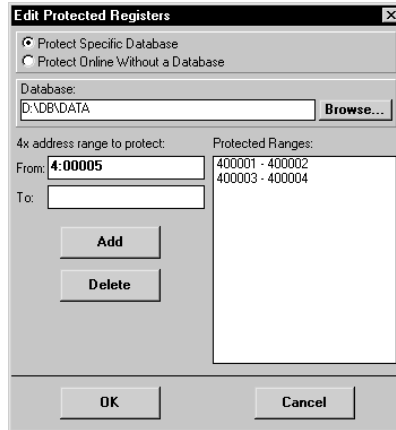 Edit Protected Registers
Protect Specific Database
Protect Online Without a Database
Database:
D:\DB\DATA
Browse...
4x address range to protect:
From: 4:00005
To:
Add
Delete
Protected Ranges:
400001 - 400002
400003 - 400004
OK
Cancel